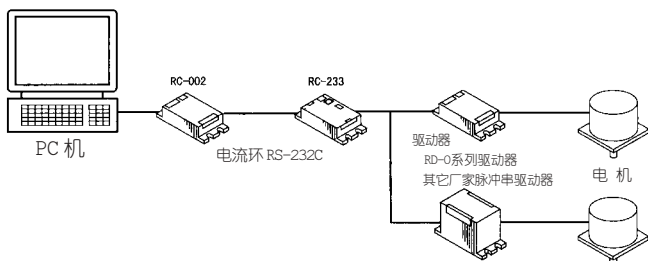 RC-002
RC-233
PC 机
电流环 RS-232C
驱动器
RD-0系列驱动器
其它厂家脉冲串驱动器
电 机